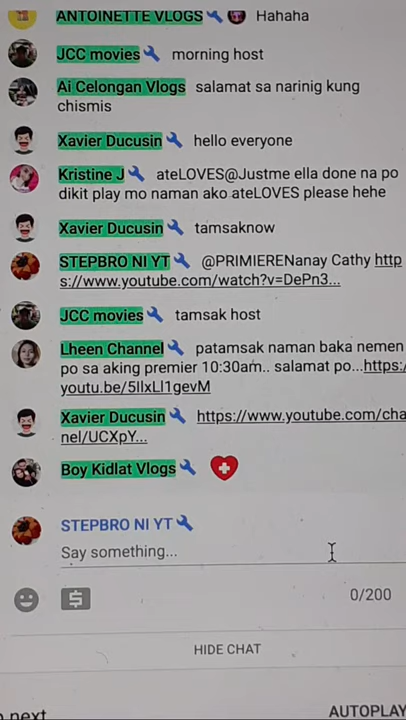 ANTOINETTE VLOGS Hahaha
JCC movies morning host
Ai Celongan Vlogs salamat sa narinig kung
chismis
Xavier Ducusin hello everyone
Kristine J ateLOVES@Justme ella done na po
dikit play mo naman ako ateLOVES please hehe
Xavier Ducusin tamsaknow
STEPBRO NI YT @PRIMIERENanay Cathy http
s://www.youtube.com/watch?v=DePn3...
JCC movies tamsak host
Lheen Channel patamsak naman baka nemen
po sa aking premier 10:30am.. salamat po...https:/
youtu.be/5IlxLl1gevM
Xavier Ducusin https://www.youtube.com/cha
nel/UCXpY...
Boy Kidlat Vlogs
STEPBRO NI YT
Say something...
0/200
HIDE CHAT
next
AUTOPLAY